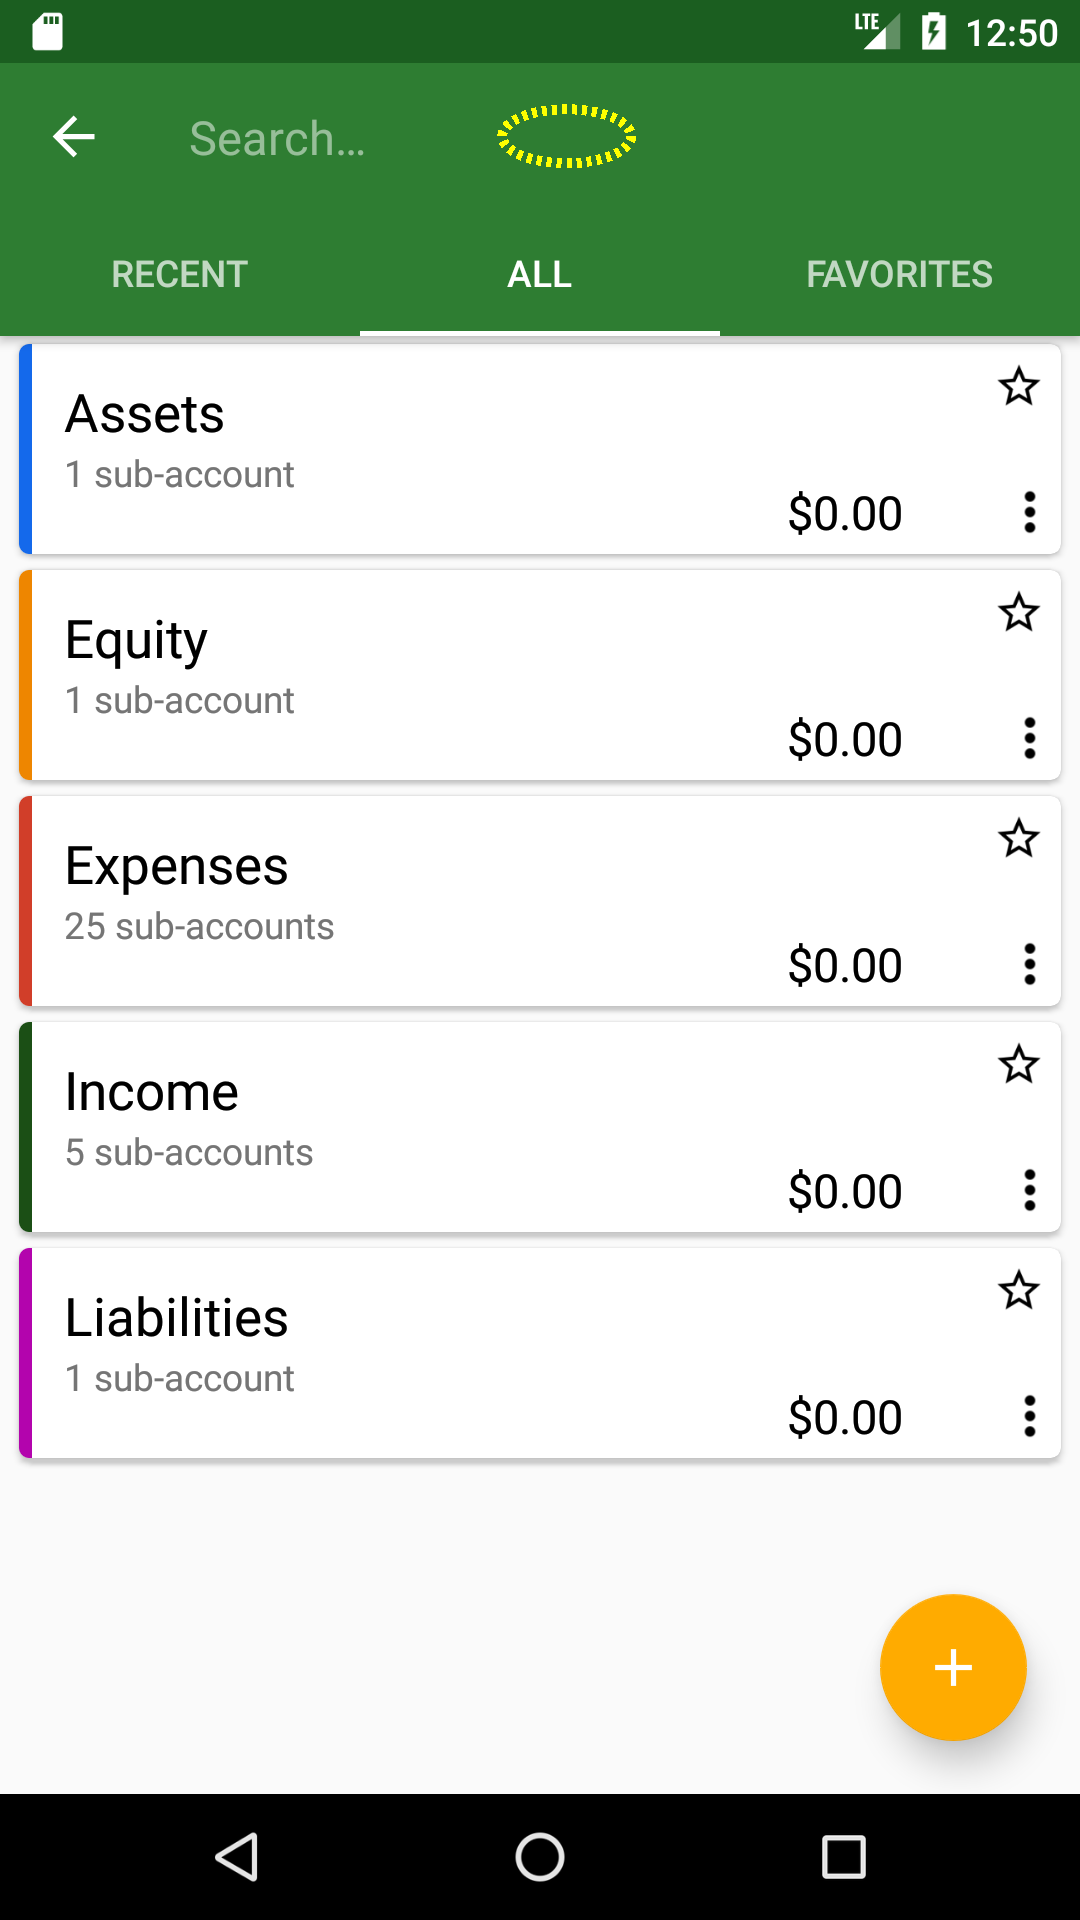 LTE 12:50
Search...
RECENT ALL FAVORITES
Assets
1 sub-account
$0.00
Equity
1 sub-account
$0.00
Expenses
25 sub-accounts
$0.00
Income
5 sub-accounts
$0.00
Liabilities
1 sub-account
$0.00